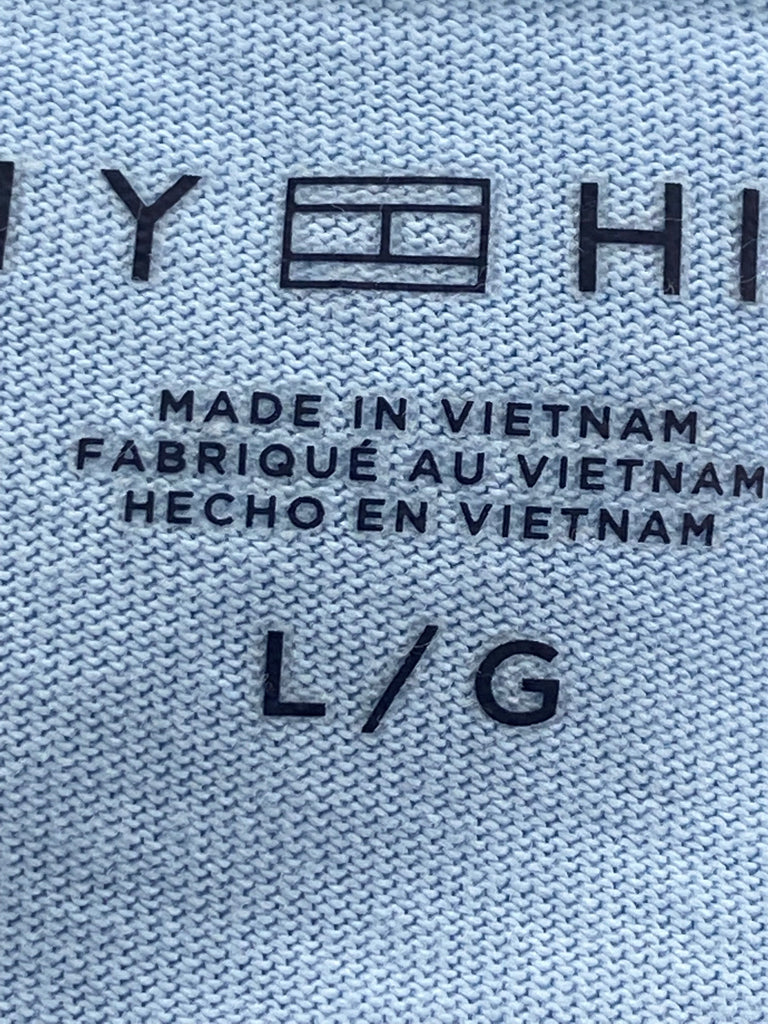 Y HI
MADE IN VIETNAM
FABRIQUÉ AU VIETNAM
HECHO EN VIETNAM
L/G